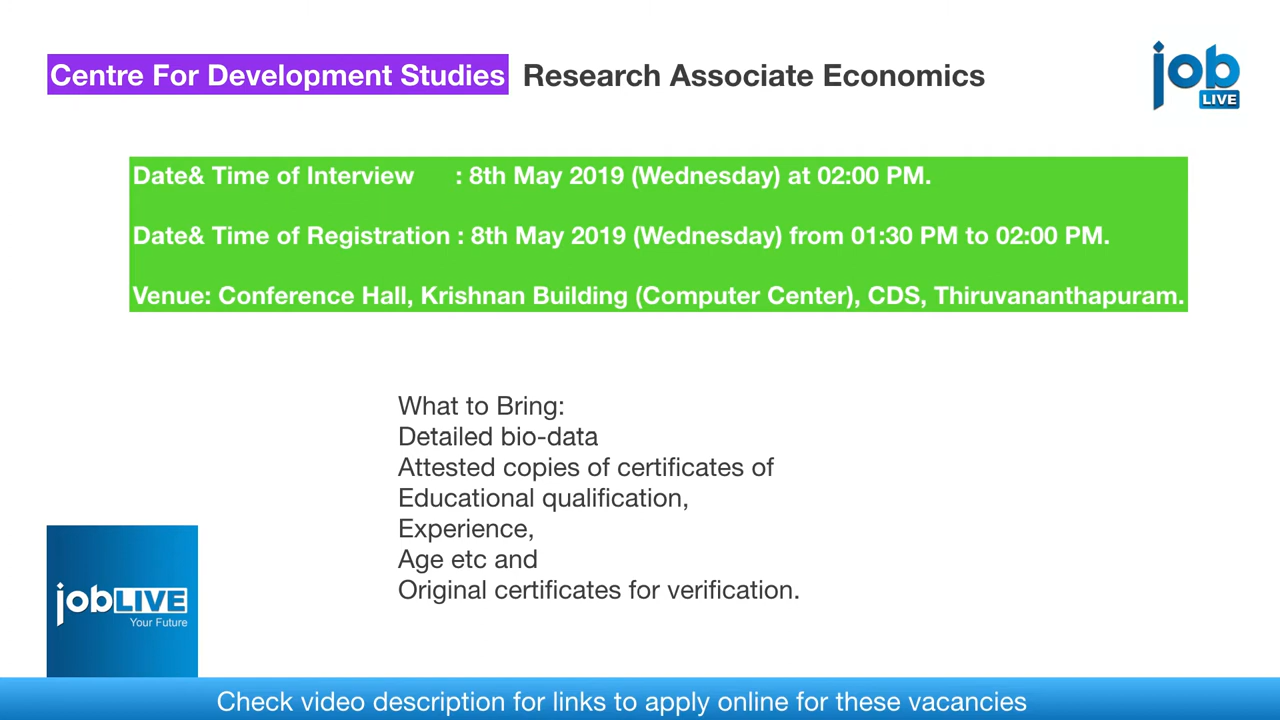 Centre For Development Studies Research Associate Economics
job
LIVE
Date& Time of Interview : 8th May 2019 (Wednesday) at 02:00 PM.
Date& Time of Registration : 8th May 2019 (Wednesday) from 01:30 PM to 02:00 PM.
Venue: Conference Hall, Krishnan Building (Computer Center), CDS, Thiruvananthapuram.
What to Bring:
Detailed bio-data
Attested copies of certificates of
Educational qualification,
Experience,
Age etc and
Original certificates for verification.
jobLIVE
Your Future
Check video description for links to apply online for these vacancies